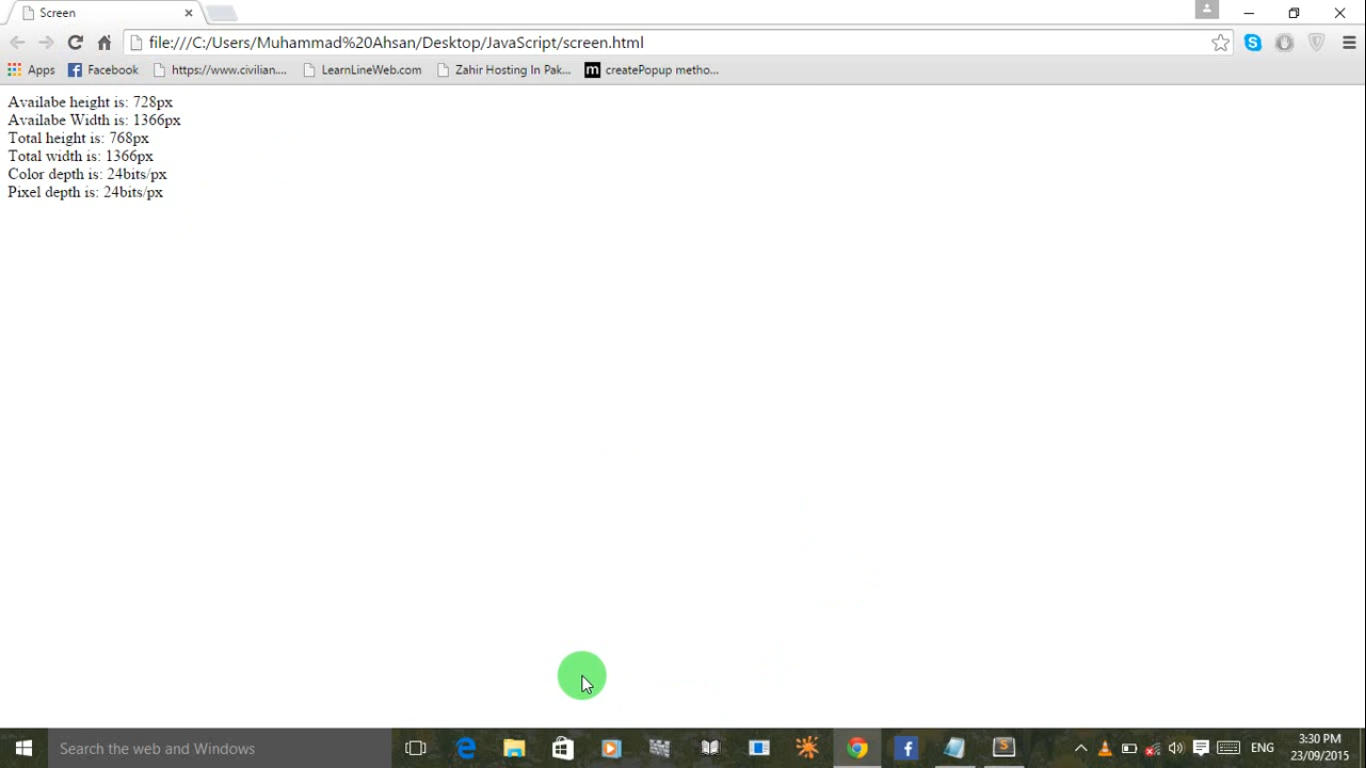 Screen
file:///C:/Users/Muhammad%20Ahsan/Desktop/JavaScript/screen.html
Apps Facebook https://www.civilian.... LearnLineWeb.com Zahir Hosting In Pak... m createPopup metho...
Availabe height is: 728px
Availabe Width is: 1366px
Total height is: 768px
Total width is: 1366px
Color depth is: 24bits/px
Pixel depth is: 24bits/px
Search the web and Windows
ENG
3:30 PM
23/09/2015